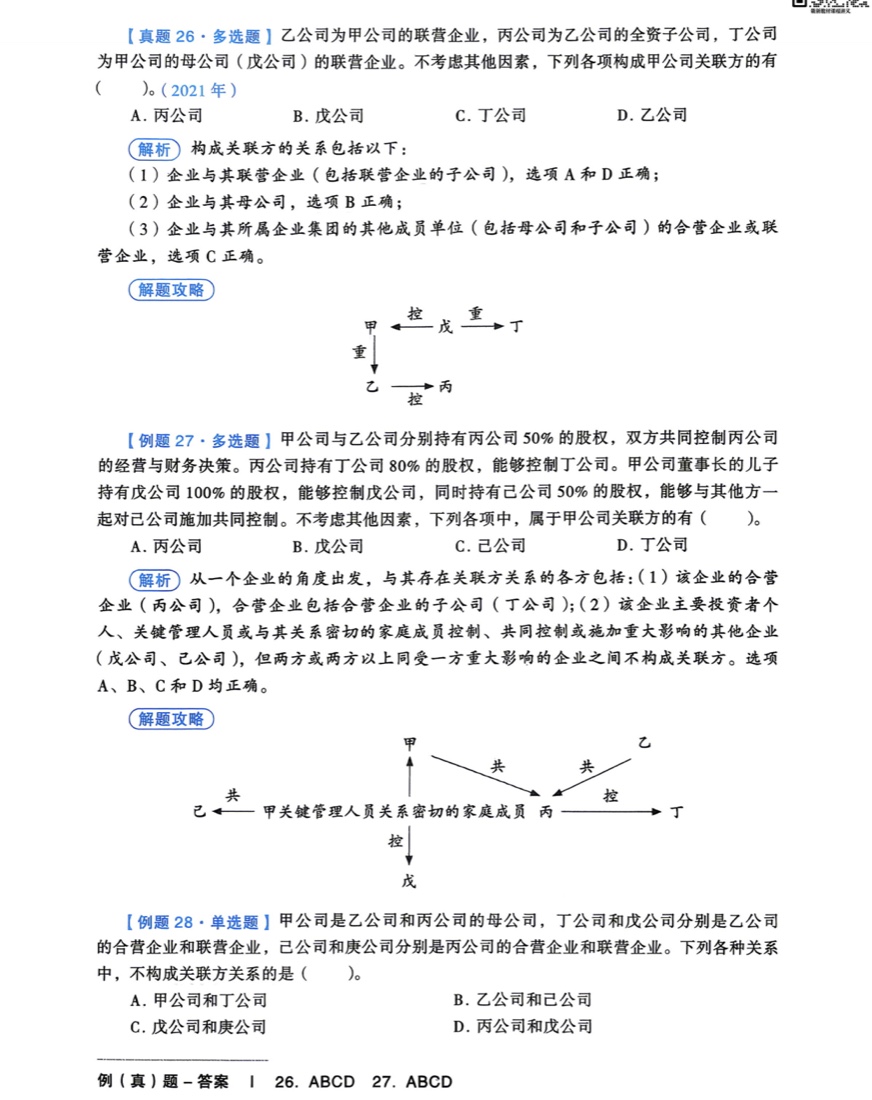 【真题 26·多选题】乙公司为甲公司的联营企业，丙公司为乙公司的全资子公司，丁公司
为甲公司的母公司（戊公司）的联营企业。不考虑其他因素，下列各项构成甲公司关联方的有
（　　）。（2021 年）
A. 丙公司　B. 戊公司　C. 丁公司　D. 乙公司
解析 构成关联方的关系包括以下：
（1）企业与其联营企业（包括联营企业的子公司），选项 A 和 D 正确；
（2）企业与其母公司，选项 B 正确；
（3）企业与其所属企业集团的其他成员单位（包括母公司和子公司）的合营企业或联
营企业，选项 C 正确。
解题攻略
控　重
甲　戊　丁
重
乙　丙
控
【例题 27·多选题】甲公司与乙公司分别持有丙公司 50% 的股权，双方共同控制丙公司
的经营与财务决策。丙公司持有丁公司 80% 的股权，能够控制丁公司。甲公司董事长的儿子
持有戊公司 100% 的股权，能够控制戊公司，同时持有己公司 50% 的股权，能够与其他方一
起对己公司施加共同控制。不考虑其他因素，下列各项中，属于甲公司关联方的有（　　）。
A. 丙公司　B. 戊公司　C. 己公司　D. 丁公司
解析 从一个企业的角度出发，与其存在关联方关系的各方包括：（1）该企业的合营
企业（丙公司），合营企业包括合营企业的子公司（丁公司）；（2）该企业主要投资者个
人、关键管理人员或与其关系密切的家庭成员控制、共同控制或施加重大影响的其他企业
（戊公司、己公司），但两方或两方以上同受一方重大影响的企业之间不构成关联方。选项
A、B、C 和 D 均正确。
解题攻略
甲　乙
共　共
共　控
己　甲关键管理人员关系密切的家庭成员　丙　丁
控
戊
【例题 28·单选题】甲公司是乙公司和丙公司的母公司，丁公司和戊公司分别是乙公司
的合营企业和联营企业，己公司和庚公司分别是丙公司的合营企业和联营企业。下列各种关系
中，不构成关联方关系的是（　　）。
A. 甲公司和丁公司　B. 乙公司和己公司
C. 戊公司和庚公司　D. 丙公司和戊公司
例（真）题－答案　|　26. ABCD　27. ABCD